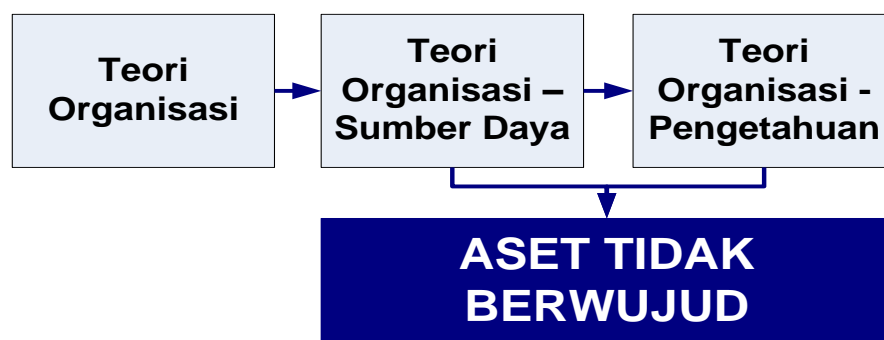 Teori
Organisasi
Teori
Organisasi –
Sumber Daya
Teori
Organisasi -
Pengetahuan
ASET TIDAK
BERWUJUD